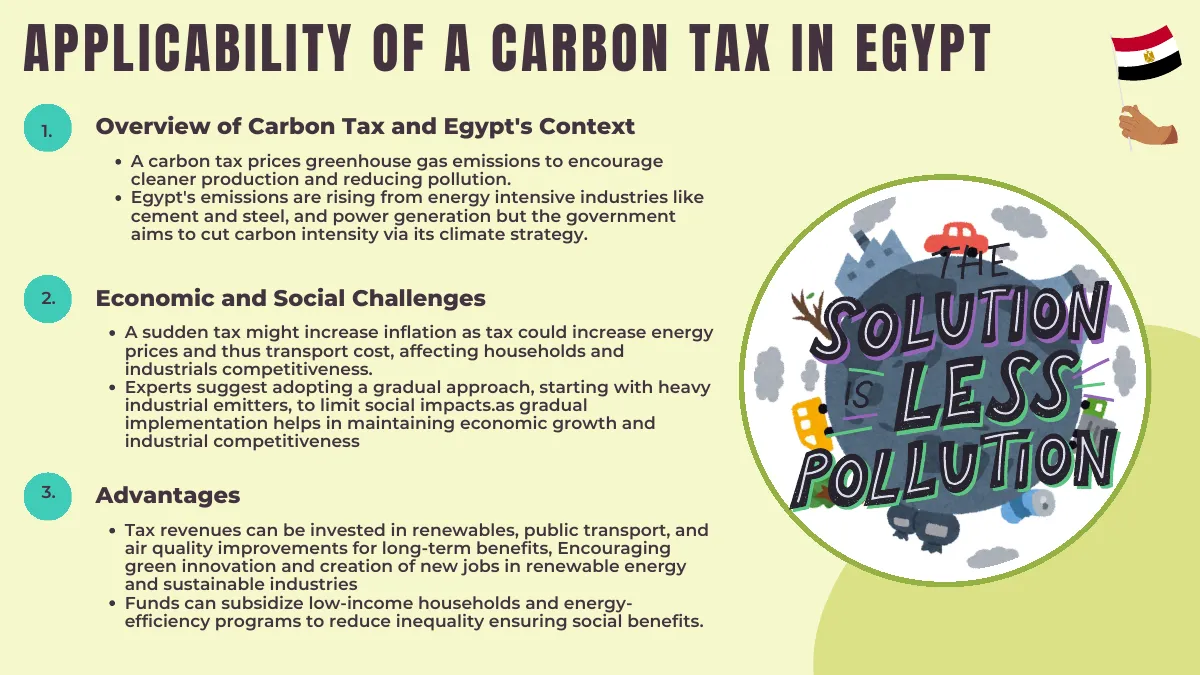 APPLICABILITY OF A CARBON TAX IN EGYPT
1.
Overview of Carbon Tax and Egypt's Context
• A carbon tax prices greenhouse gas emissions to encourage
cleaner production and reducing pollution.
• Egypt's emissions are rising from energy intensive industries like
cement and steel, and power generation but the government
aims to cut carbon intensity via its climate strategy.
2.
Economic and Social Challenges
• A sudden tax might increase inflation as tax could increase energy
prices and thus transport cost, affecting households and
industrials competitiveness.
• Experts suggest adopting a gradual approach, starting with heavy
industrial emitters, to limit social impacts.as gradual
implementation helps in maintaining economic growth and
industrial competitiveness
3.
Advantages
• Tax revenues can be invested in renewables, public transport, and
air quality improvements for long-term benefits, Encouraging
green innovation and creation of new jobs in renewable energy
and sustainable industries
• Funds can subsidize low-income households and energy-
efficiency programs to reduce inequality ensuring social benefits.
THE
SOLUTION
IS LESS
POLLUTION